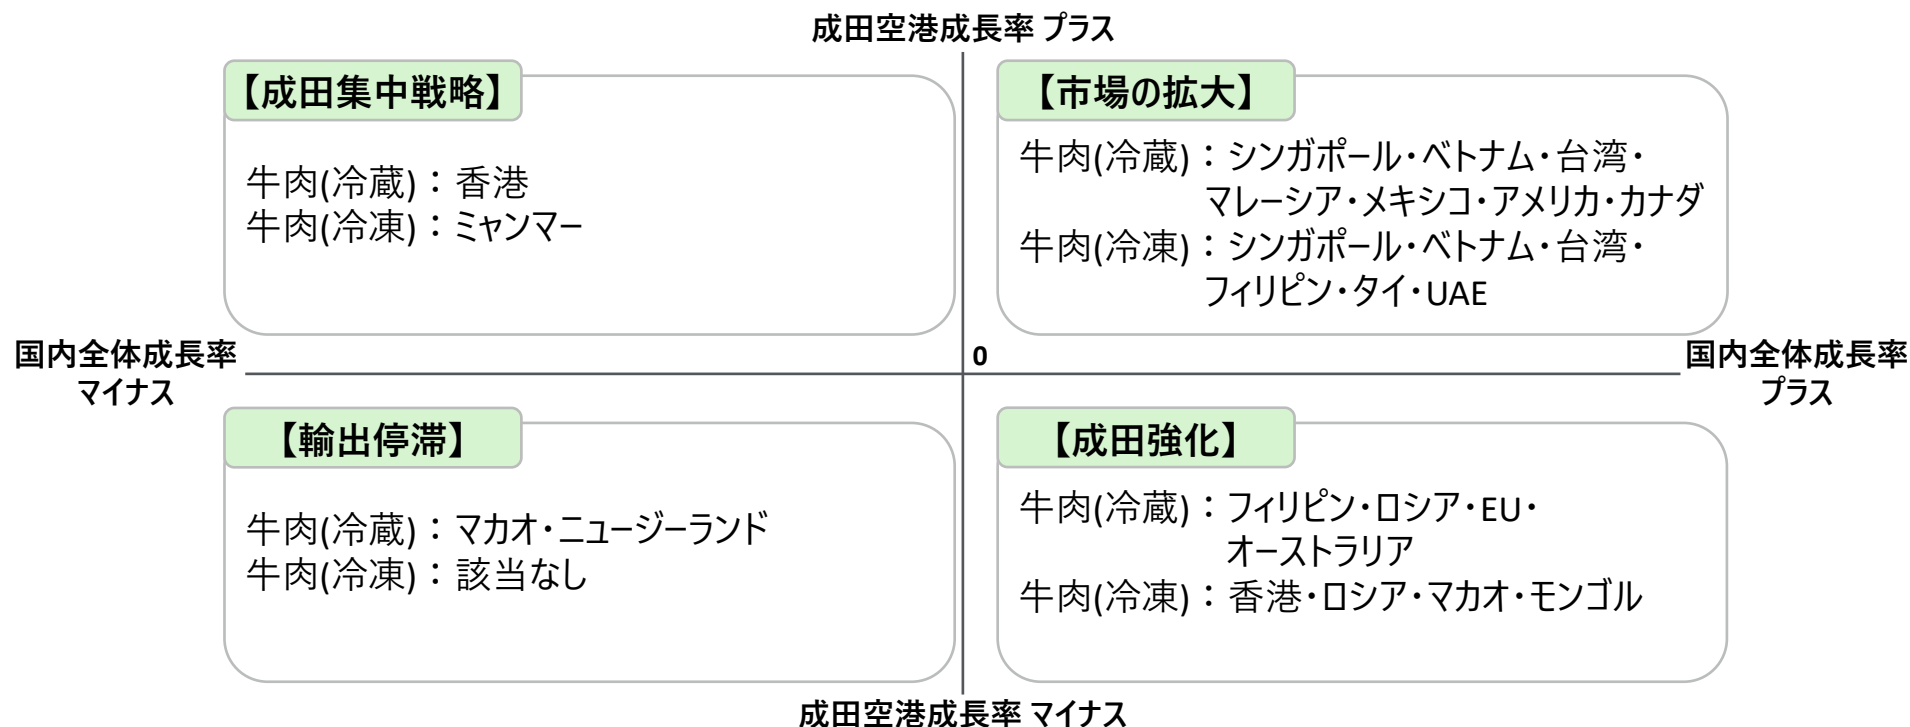 成田空港成長率 プラス
【成田集中戦略】
牛肉(冷蔵)：香港
牛肉(冷凍)：ミャンマー
【市場の拡大】
牛肉(冷蔵)：シンガポール・ベトナム・台湾・
マレーシア・メキシコ・アメリカ・カナダ
牛肉(冷凍)：シンガポール・ベトナム・台湾・
フィリピン・タイ・UAE
国内全体成長率
マイナス
0
国内全体成長率
プラス
【輸出停滞】
牛肉(冷蔵)：マカオ・ニュージーランド
牛肉(冷凍)：該当なし
【成田強化】
牛肉(冷蔵)：フィリピン・ロシア・EU・
オーストラリア
牛肉(冷凍)：香港・ロシア・マカオ・モンゴル
成田空港成長率 マイナス